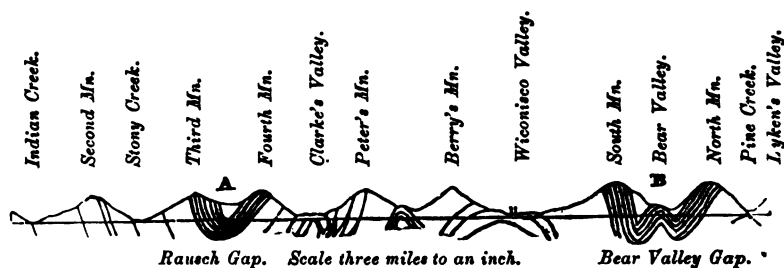 Indian Creek.
Second Mn.
Stony Creek.
Third Mn.
Fourth Mn.
Clarke's Valley.
Peter's Mn.
Berry's Mn.
Wiconisco Valley.
South Mn.
Bear Valley.
North Mn.
Pine Creek.
Lyken's Valley.
A
B
Rausch Gap. Scale three miles to an inch. Bear Valley Gap.